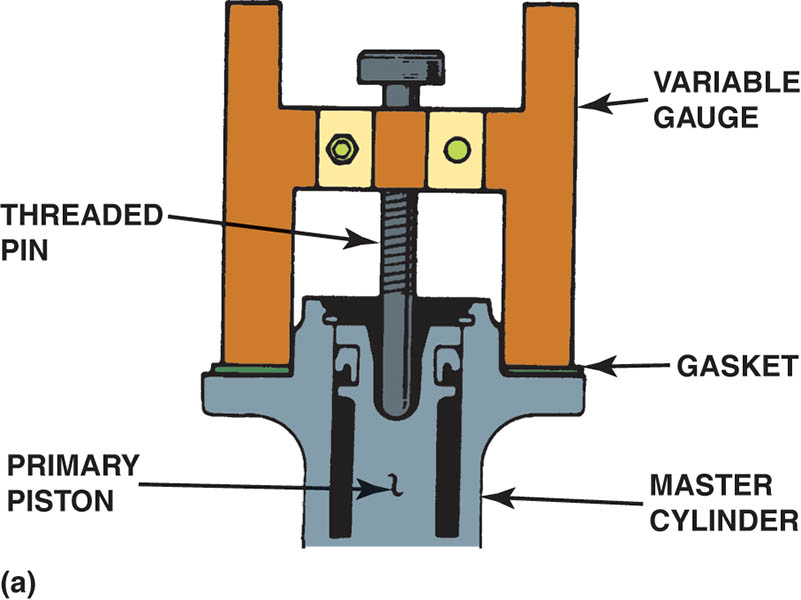 VARIABLE
GAUGE
THREADED
PIN
GASKET
PRIMARY
PISTON
MASTER
CYLINDER
(a)